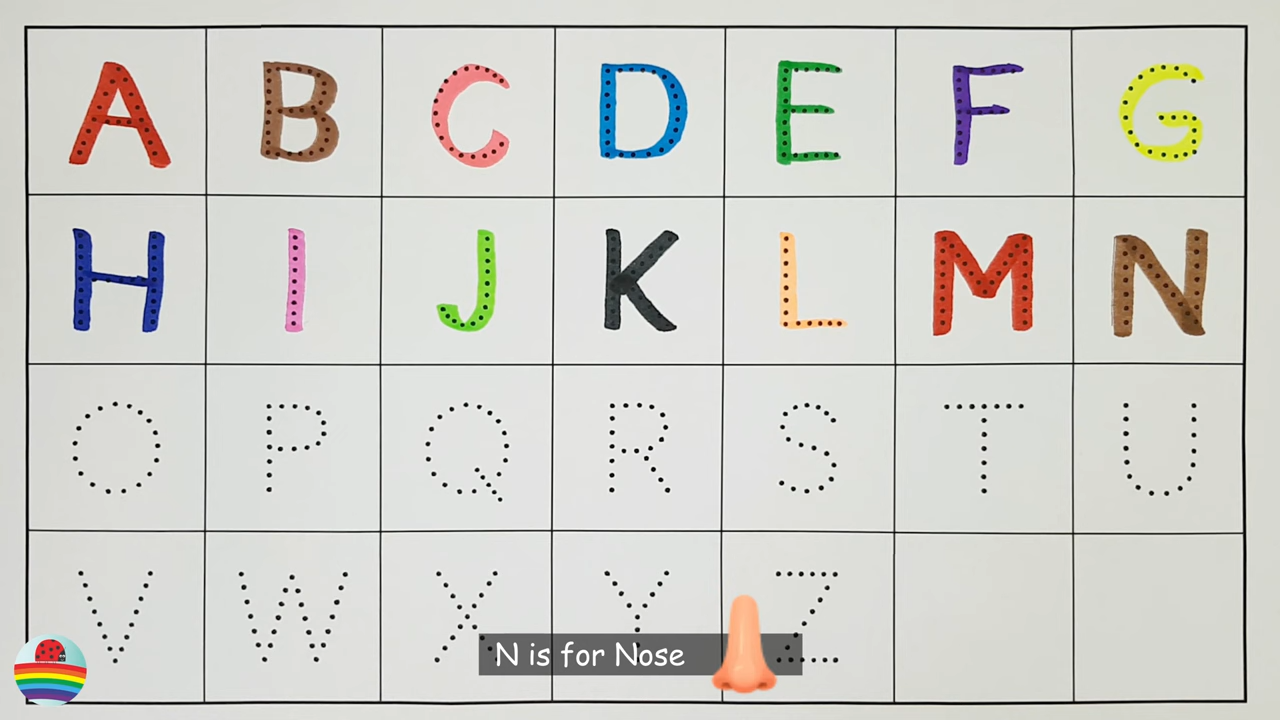 A B C D E F G
H I J K L M N
O P Q R S T U
V W X Y Z
N is for Nose